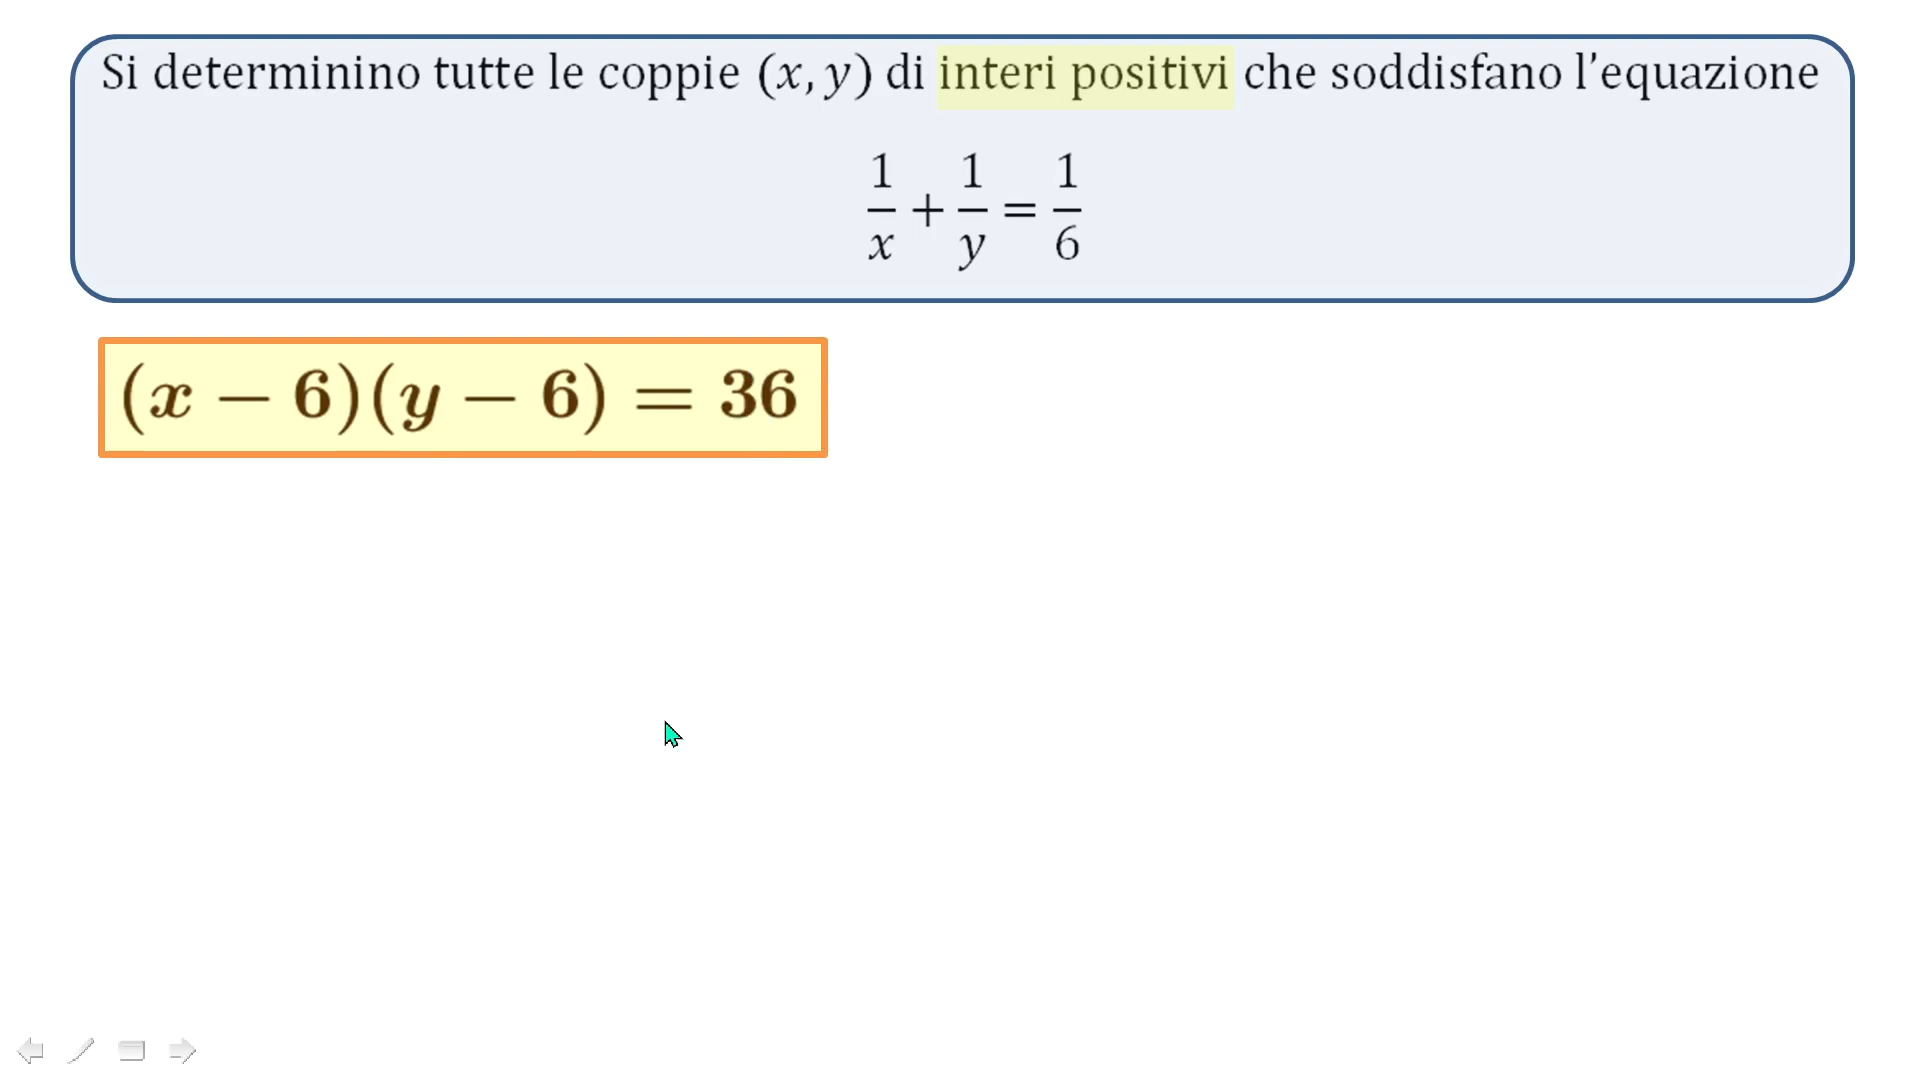 Si determinino tutte le coppie (x, y) di interi positivi che soddisfano l’equazione
1/x + 1/y = 1/6
(x − 6)(y − 6) = 36